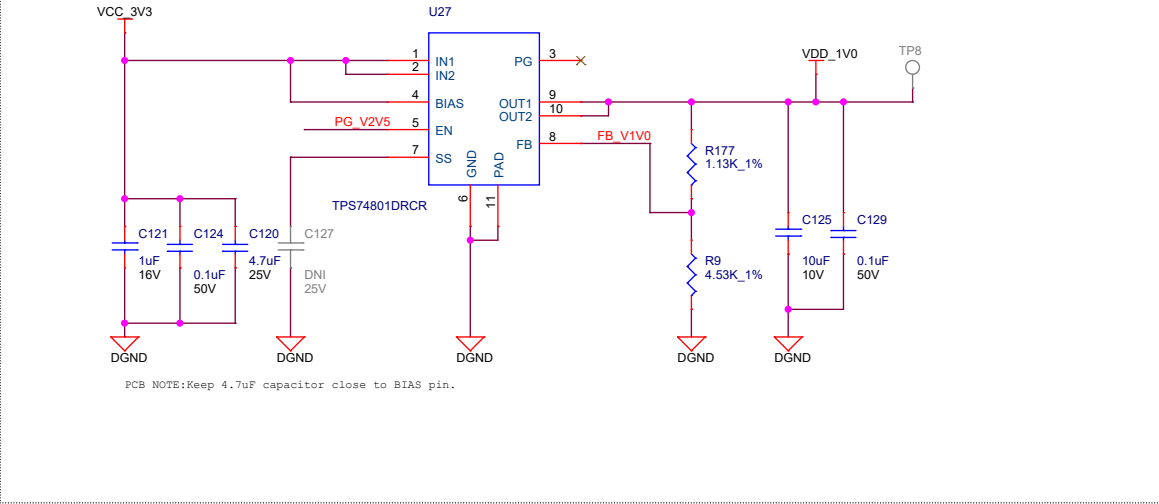 VCC_3V3
U27
VDD_1V0
TP8
1
IN1
2
IN2
PG
3
4
BIAS
OUT1
9
OUT2
10
PG_V2V5
5
EN
FB
8
FB_V1V0
7
SS
GND
PAD
6
11
R177
1.13K_1%
TPS74801DRCR
C121
1uF
16V
C124
0.1uF
50V
C120
4.7uF
25V
C127
DNI
25V
R9
4.53K_1%
C125
10uF
10V
C129
0.1uF
50V
DGND
DGND
DGND
DGND
DGND
PCB NOTE:Keep 4.7uF capacitor close to BIAS pin.